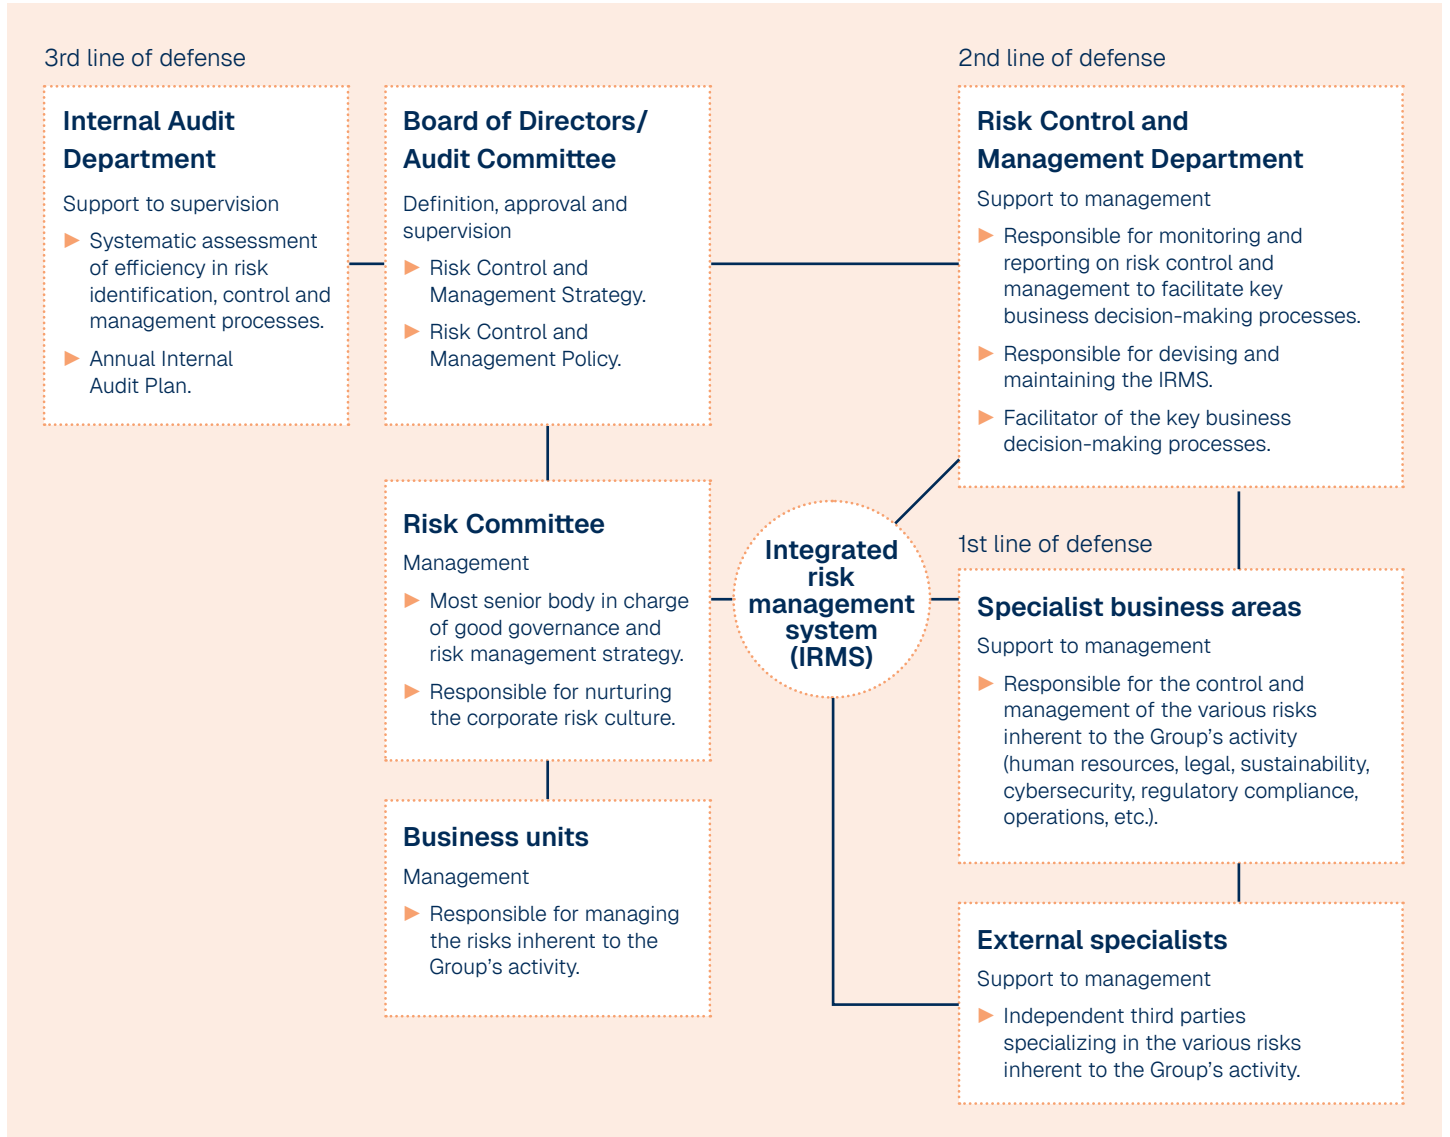 3rd line of defense
Internal Audit
Department
Support to supervision
Systematic assessment
of efficiency in risk
identification, control and
management processes.
Annual Internal
Audit Plan.
Board of Directors/
Audit Committee
Definition, approval and
supervision
Risk Control and
Management Strategy.
Risk Control and
Management Policy.
2nd line of defense
Risk Control and
Management Department
Support to management
Responsible for monitoring and
reporting on risk control and
management to facilitate key
business decision-making processes.
Responsible for devising and
maintaining the IRMS.
Facilitator of the key business
decision-making processes.
Risk Committee
Management
Most senior body in charge
of good governance and
risk management strategy.
Responsible for nurturing
the corporate risk culture.
Integrated
risk
management
system
(IRMS)
1st line of defense
Specialist business areas
Support to management
Responsible for the control and
management of the various risks
inherent to the Group’s activity
(human resources, legal, sustainability,
cybersecurity, regulatory compliance,
operations, etc.).
Business units
Management
Responsible for managing
the risks inherent to the
Group’s activity.
External specialists
Support to management
Independent third parties
specializing in the various risks
inherent to the Group’s activity.